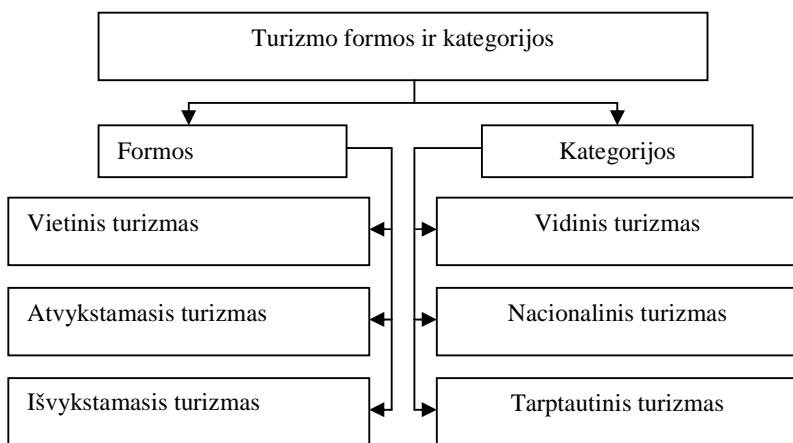 Turizmo formos ir kategorijos
Formos
Kategorijos
Vietinis turizmas
Vidinis turizmas
Atvykstamasis turizmas
Nacionalinis turizmas
Išvykstamasis turizmas
Tarptautinis turizmas